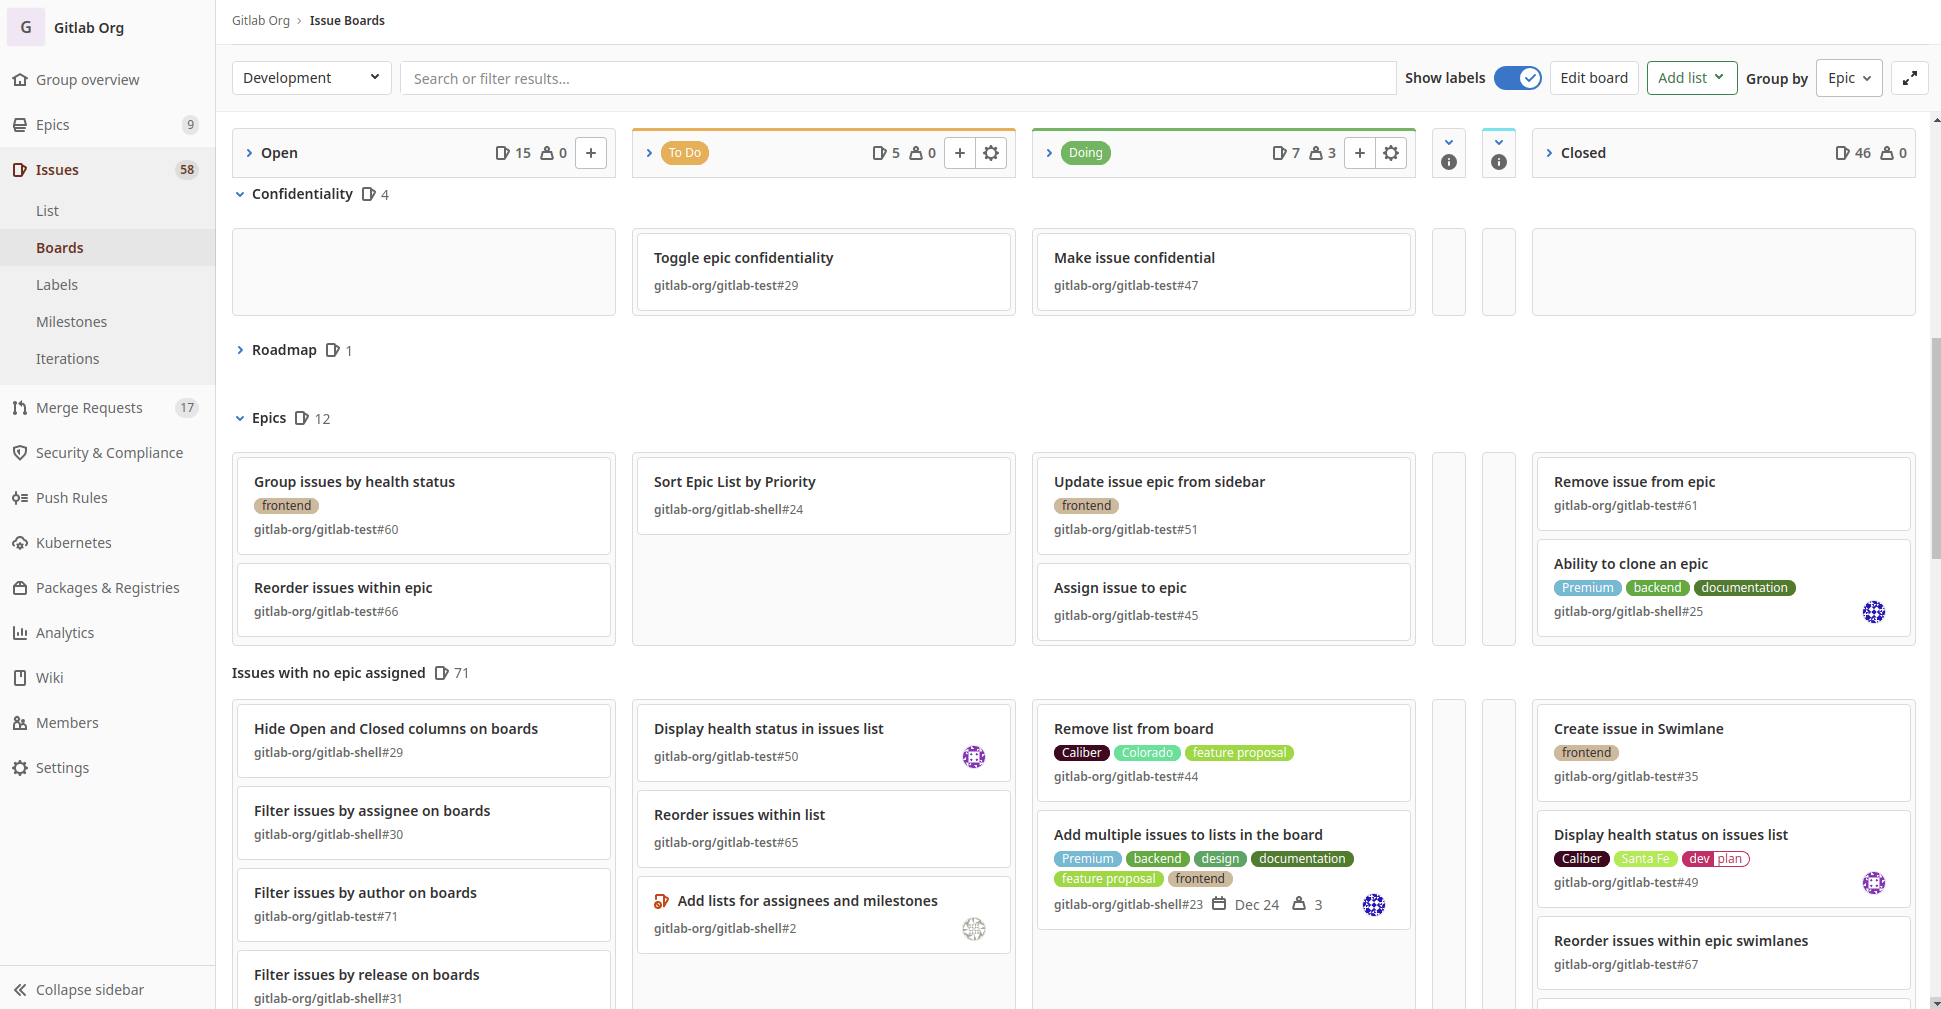 G Gitlab Org
Group overview
Epics 9
Issues 58
List
Boards
Labels
Milestones
Iterations
Merge Requests 17
Security & Compliance
Push Rules
Kubernetes
Packages & Registries
Analytics
Wiki
Members
Settings
Collapse sidebar
Gitlab Org › Issue Boards
Development
Search or filter results...
Show labels
Edit board
Add list
Group by
Epic
Open 15 0
To Do 5 0
Doing 7 3
Closed 46 0
Confidentiality 4
Toggle epic confidentiality
gitlab-org/gitlab-test#29
Make issue confidential
gitlab-org/gitlab-test#47
Roadmap 1
Epics 12
Group issues by health status
frontend
gitlab-org/gitlab-test#60
Reorder issues within epic
gitlab-org/gitlab-test#66
Sort Epic List by Priority
gitlab-org/gitlab-shell#24
Update issue epic from sidebar
frontend
gitlab-org/gitlab-test#51
Assign issue to epic
gitlab-org/gitlab-test#45
Remove issue from epic
gitlab-org/gitlab-test#61
Ability to clone an epic
Premium backend documentation
gitlab-org/gitlab-shell#25
Issues with no epic assigned 71
Hide Open and Closed columns on boards
gitlab-org/gitlab-shell#29
Filter issues by assignee on boards
gitlab-org/gitlab-shell#30
Filter issues by author on boards
gitlab-org/gitlab-test#71
Filter issues by release on boards
gitlab-org/gitlab-shell#31
Display health status in issues list
gitlab-org/gitlab-test#50
Reorder issues within list
gitlab-org/gitlab-test#65
Add lists for assignees and milestones
gitlab-org/gitlab-shell#2
Remove list from board
Caliber Colorado feature proposal
gitlab-org/gitlab-test#44
Add multiple issues to lists in the board
Premium backend design documentation
feature proposal frontend
gitlab-org/gitlab-shell#23 Dec 24 3
Create issue in Swimlane
frontend
gitlab-org/gitlab-test#35
Display health status on issues list
Caliber Santa Fe dev plan
gitlab-org/gitlab-test#49
Reorder issues within epic swimlanes
gitlab-org/gitlab-test#67